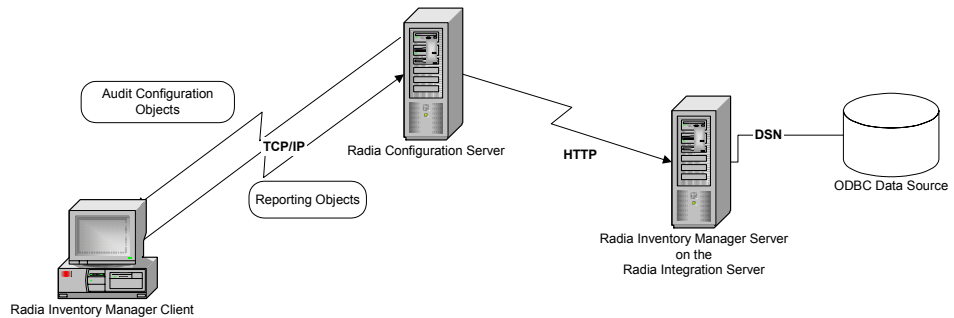 Audit Configuration
Objects
TCP/IP
Reporting Objects
Radia Configuration Server
HTTP
DSN
ODBC Data Source
Radia Inventory Manager Server
on the
Radia Integration Server
Radia Inventory Manager Client